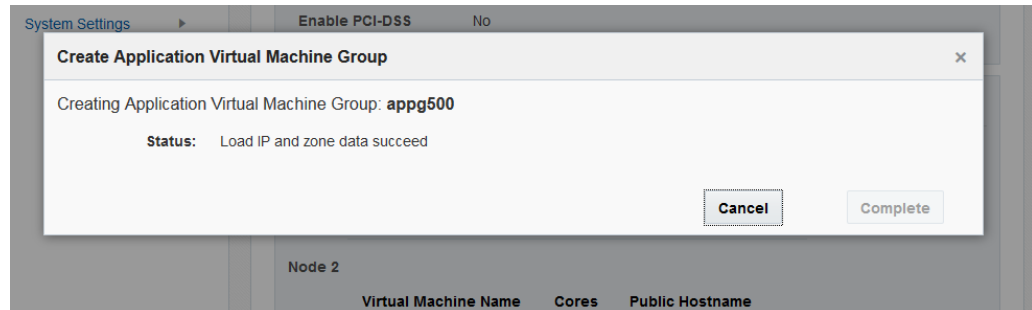 System Settings
Enable PCI-DSS No
Create Application Virtual Machine Group
Creating Application Virtual Machine Group: appg500
Status: Load IP and zone data succeed
Cancel Complete
Node 2
Virtual Machine Name Cores Public Hostname